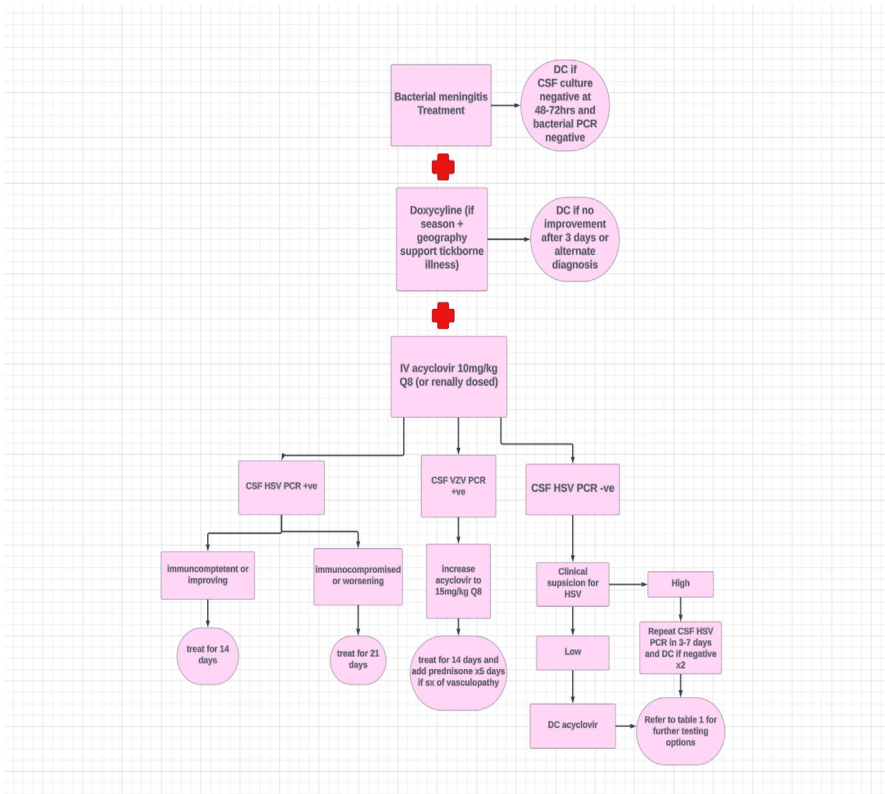 Bacterial meningitis
Treatment
DC if
CSF culture
negative at
48-72hrs and
bacterial PCR
negative
Doxycyline (if
season +
geography
support tickborne
illness)
DC if no
improvement
after 3 days or
alternate
diagnosis
IV acyclovir 10mg/kg
Q8 (or renally dosed)
CSF HSV PCR +ve
CSF VZV PCR
+ve
CSF HSV PCR -ve
immuncomptetent or
improving
immunocompromised
or worsening
increase
acyclovir to
15mg/kg Q8
Clinical
supsicion for
HSV
High
treat for 14
days
treat for 21
days
treat for 14 days and
add prednisone x5 days
if sx of vasculopathy
Low
Repeat CSF HSV
PCR in 3-7 days
and DC if negative
x2
DC acyclovir
Refer to table 1 for
further testing
options